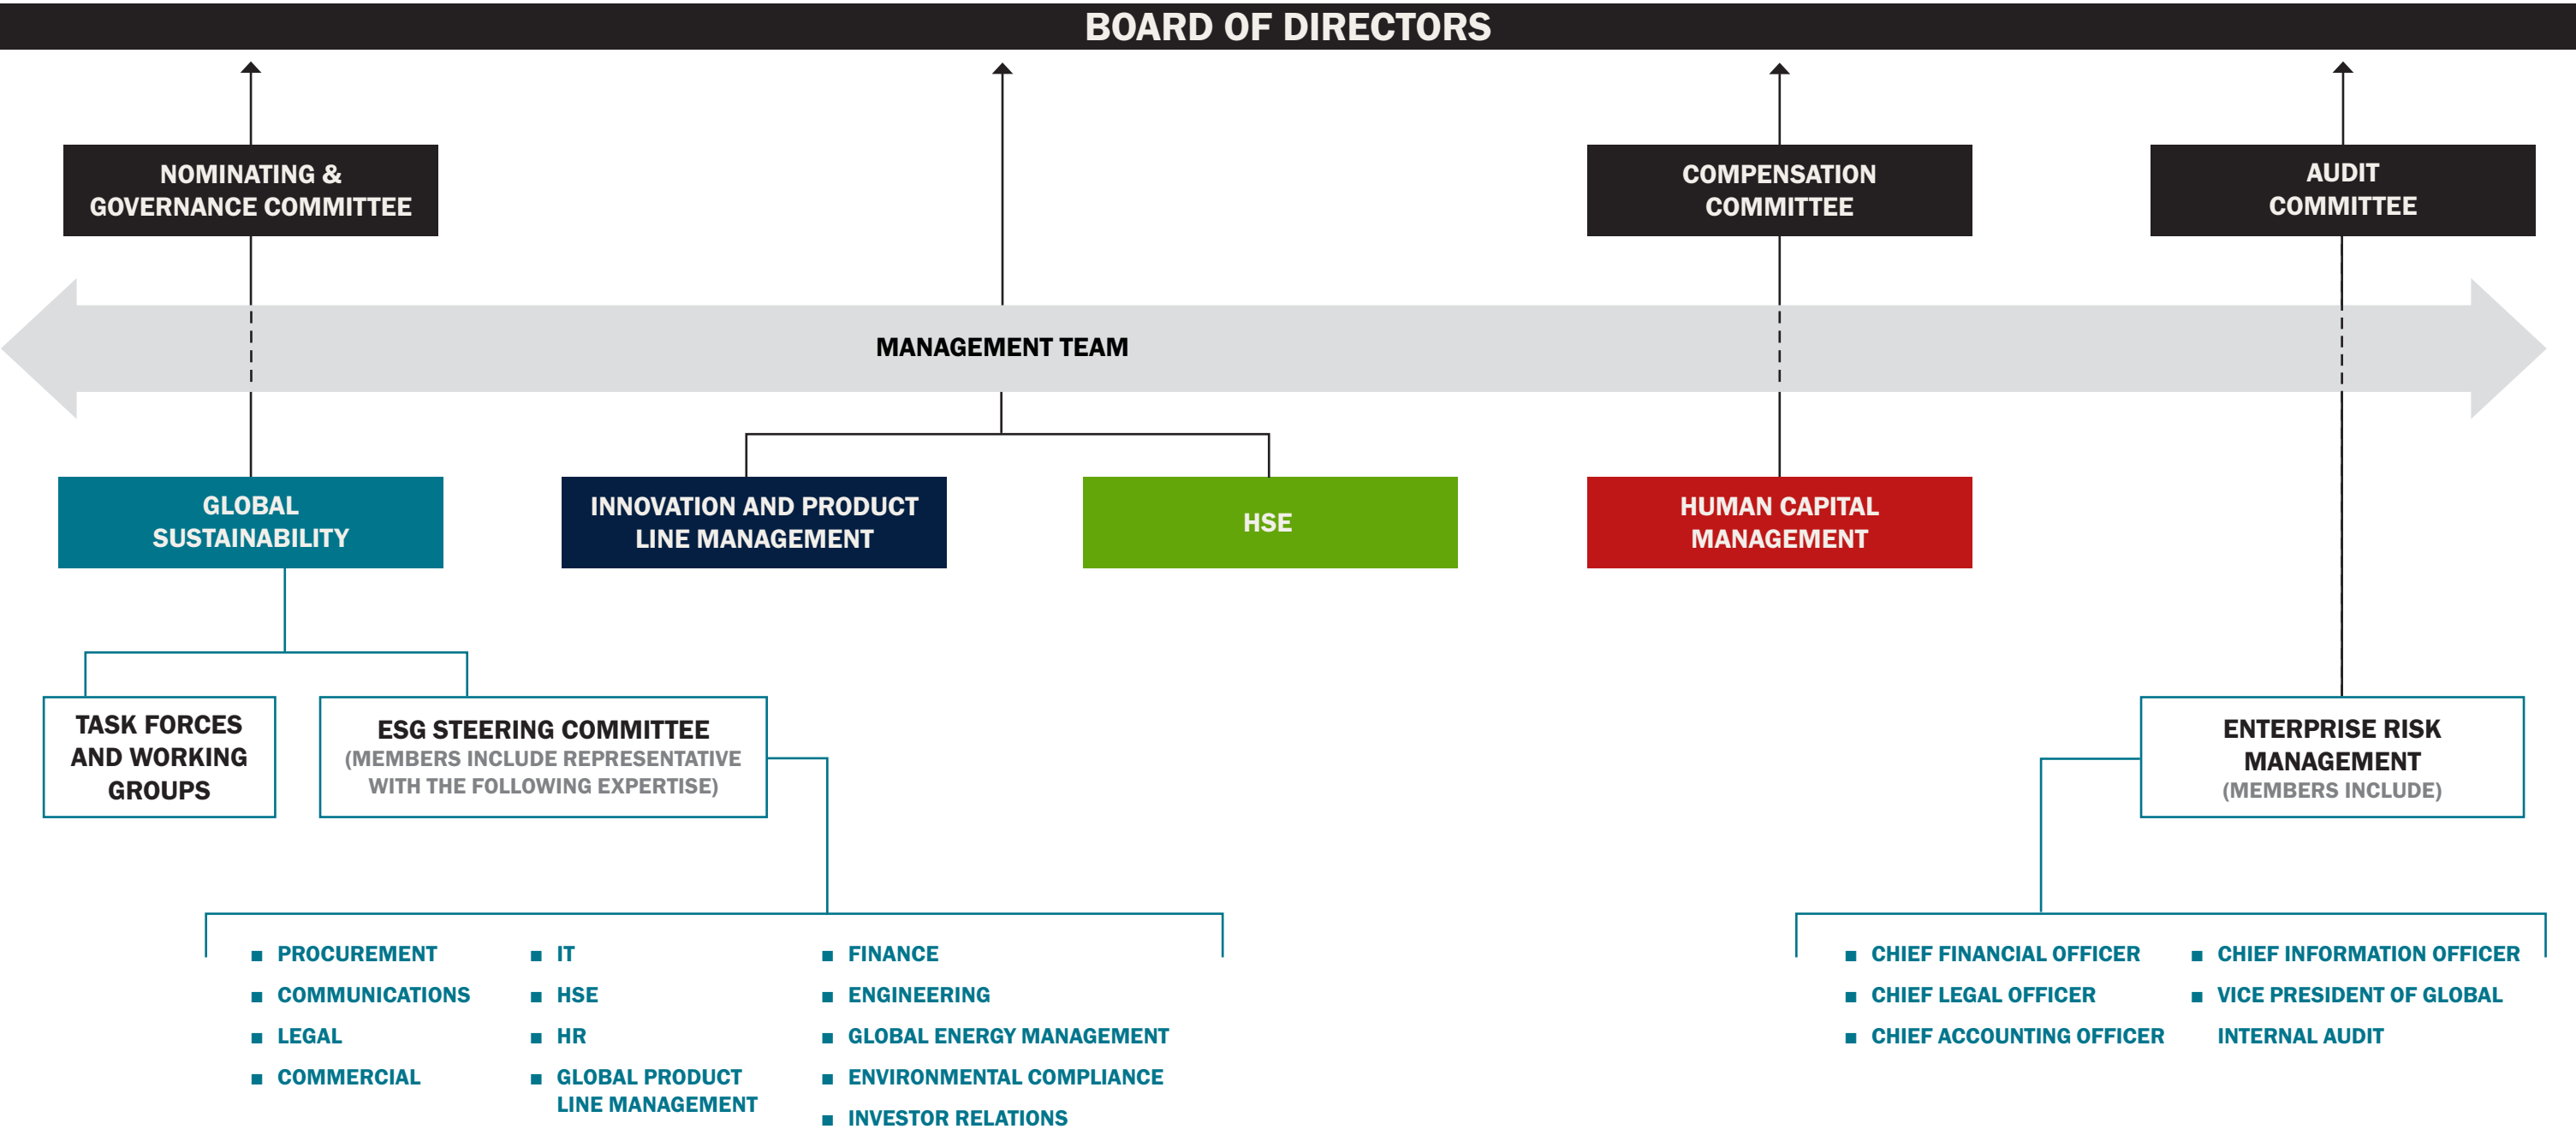 BOARD OF DIRECTORS
NOMINATING &
GOVERNANCE COMMITTEE
COMPENSATION
COMMITTEE
AUDIT
COMMITTEE
MANAGEMENT TEAM
GLOBAL
SUSTAINABILITY
INNOVATION AND PRODUCT
LINE MANAGEMENT
HSE
HUMAN CAPITAL
MANAGEMENT
TASK FORCES
AND WORKING
GROUPS
ESG STEERING COMMITTEE
(MEMBERS INCLUDE REPRESENTATIVE
WITH THE FOLLOWING EXPERTISE)
ENTERPRISE RISK
MANAGEMENT
(MEMBERS INCLUDE)
PROCUREMENT
COMMUNICATIONS
LEGAL
COMMERCIAL
IT
HSE
HR
GLOBAL PRODUCT
LINE MANAGEMENT
FINANCE
ENGINEERING
GLOBAL ENERGY MANAGEMENT
ENVIRONMENTAL COMPLIANCE
INVESTOR RELATIONS
CHIEF FINANCIAL OFFICER
CHIEF LEGAL OFFICER
CHIEF ACCOUNTING OFFICER
CHIEF INFORMATION OFFICER
VICE PRESIDENT OF GLOBAL
INTERNAL AUDIT